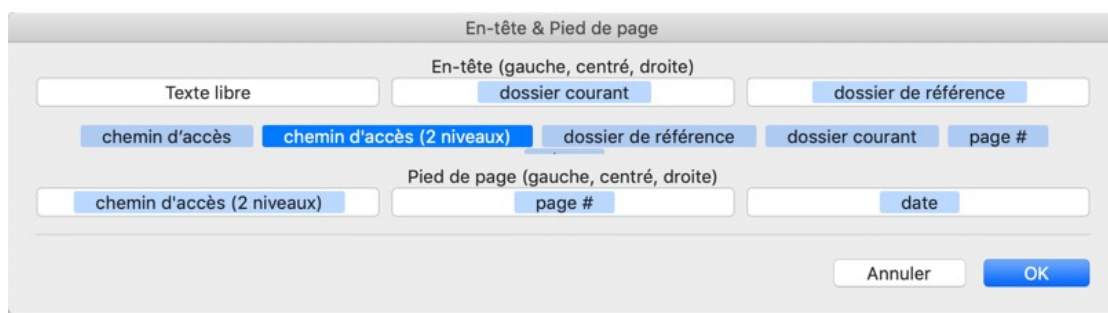 En-tête & Pied de page
En-tête (gauche, centré, droite)
Texte libre dossier courant dossier de référence
chemin d'accès chemin d'accès (2 niveaux) dossier de référence dossier courant page #
Pied de page (gauche, centré, droite)
chemin d'accès (2 niveaux) page # date
Annuler OK